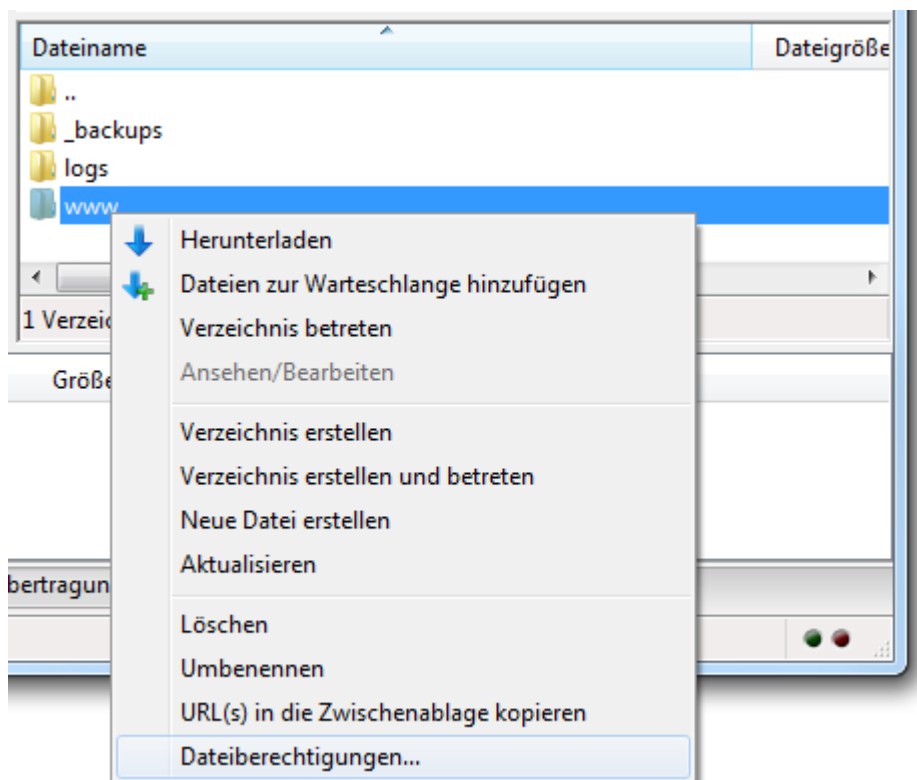 Dateiname Dateigröße
..
_backups
logs
www
Herunterladen
Dateien zur Warteschlange hinzufügen
1 Verzeic
Verzeichnis betreten
Größe
Ansehen/Bearbeiten
Verzeichnis erstellen
Verzeichnis erstellen und betreten
Neue Datei erstellen
Aktualisieren
bertragun
Löschen
Umbenennen
URL(s) in die Zwischenablage kopieren
Dateiberechtigungen...